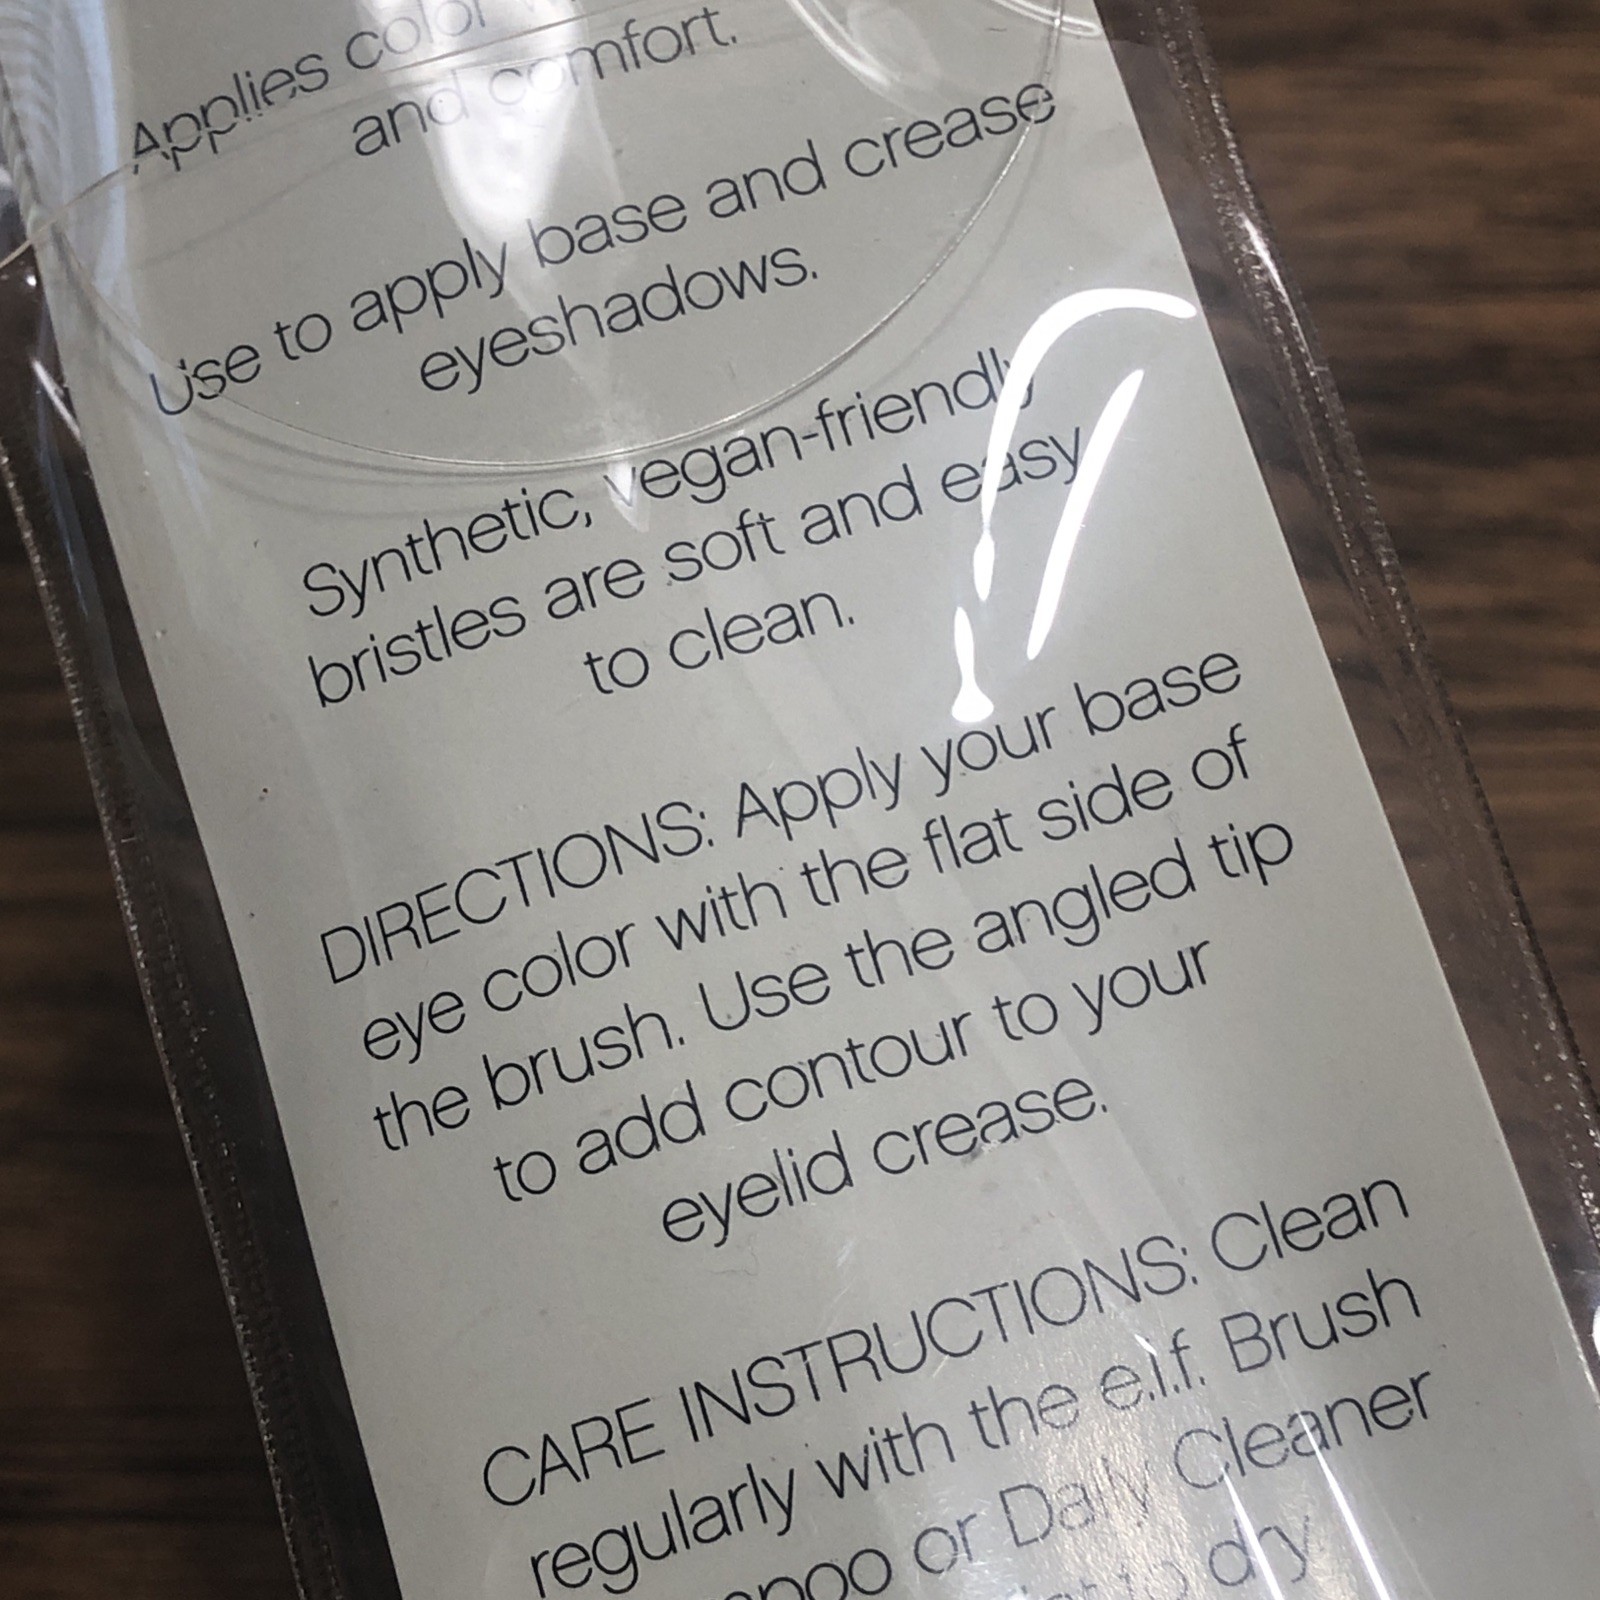 Applies color
and comfort.
Use to apply base and crease
eyeshadows.
Synthetic, vegan-friendly
bristles are soft and easy
to clean.
DIRECTIONS: Apply your base
eye color with the flat side of
the brush. Use the angled tip
to add contour to your
eyelid crease.
CARE INSTRUCTIONS: Clean
regularly with the e.l.f. Brush
or Daily Cleaner
to dry